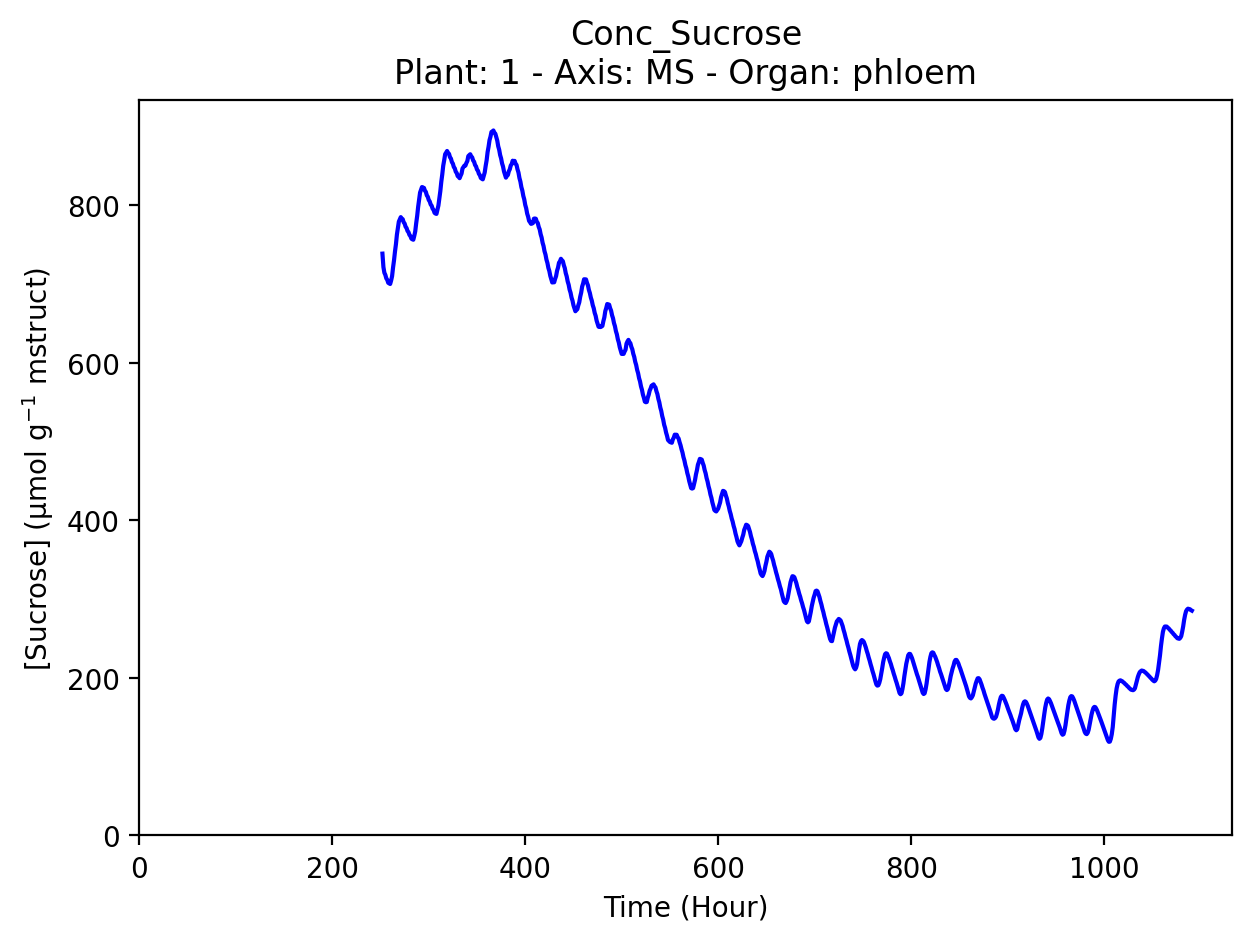 Conc_Sucrose
Plant: 1 - Axis: MS - Organ: phloem
[Sucrose] (µmol g⁻¹ mstruct)
800
600
400
200
0
0 200 400 600 800 1000
Time (Hour)